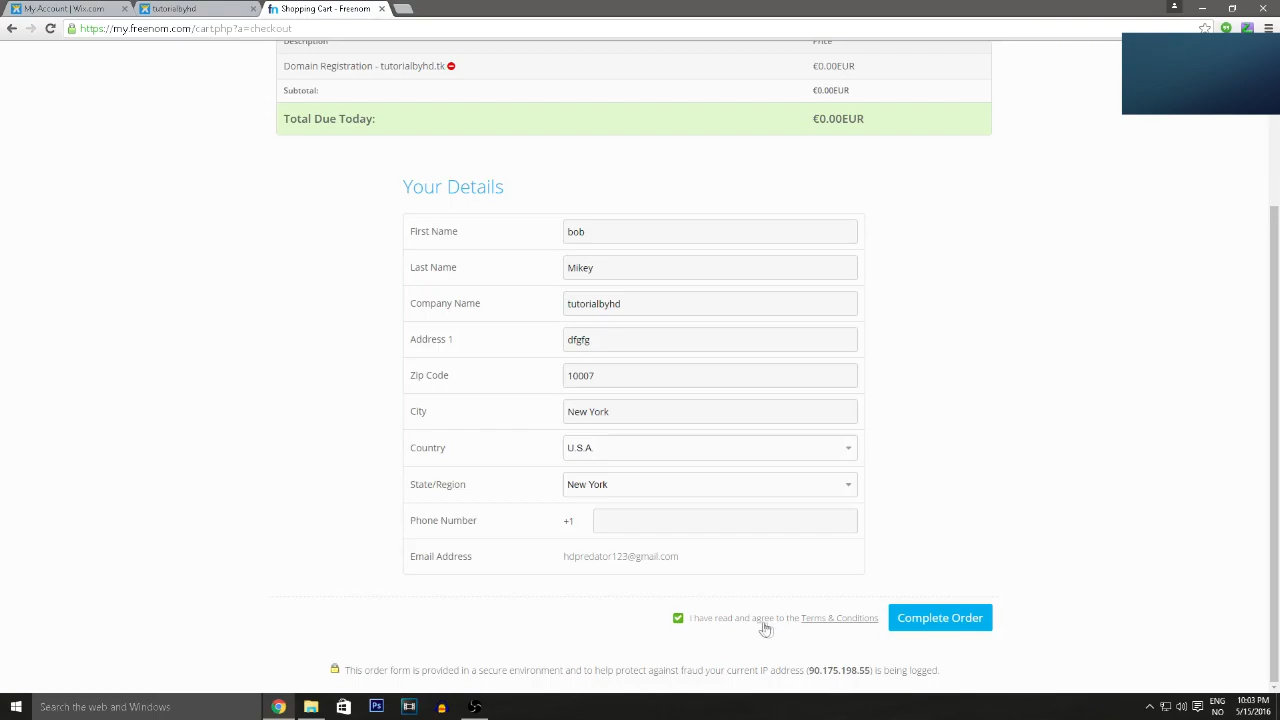 My Account | Wix.com
tutorialbyhd
Shopping Cart - Freenom
https://my.freenom.com/cart.php?a=checkout
Description Price
Domain Registration - tutorialbyhd.tk €0.00EUR
Subtotal: €0.00EUR
Total Due Today: €0.00EUR
Your Details
First Name bob
Last Name Mikey
Company Name tutorialbyhd
Address 1 dfgfg
Zip Code 10007
City New York
Country U.S.A.
State/Region New York
Phone Number +1
Email Address hdpredator123@gmail.com
I have read and agree to the Terms & Conditions Complete Order
This order form is provided in a secure environment and to help protect against fraud your current IP address (90.175.198.55) is being logged.
Search the web and Windows
ENG 10:03 PM
NO 5/15/2016